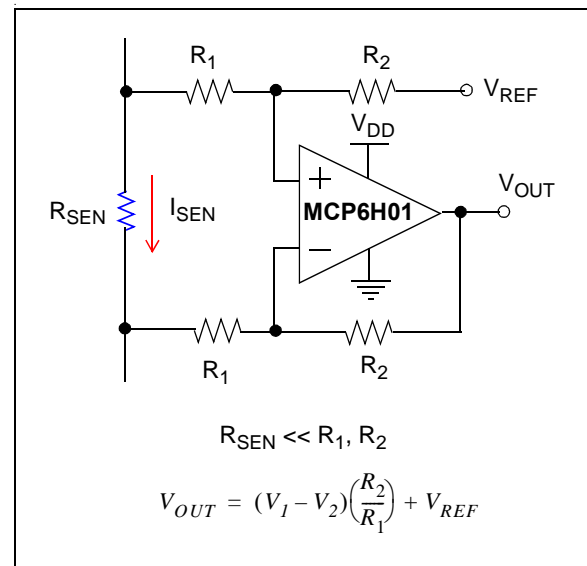 R1
R2
VREF
VDD
VOUT
+
MCP6H01
−
RSEN
ISEN
R1
R2
RSEN << R1, R2
VOUT = (V1 – V2)(R2/R1) + VREF